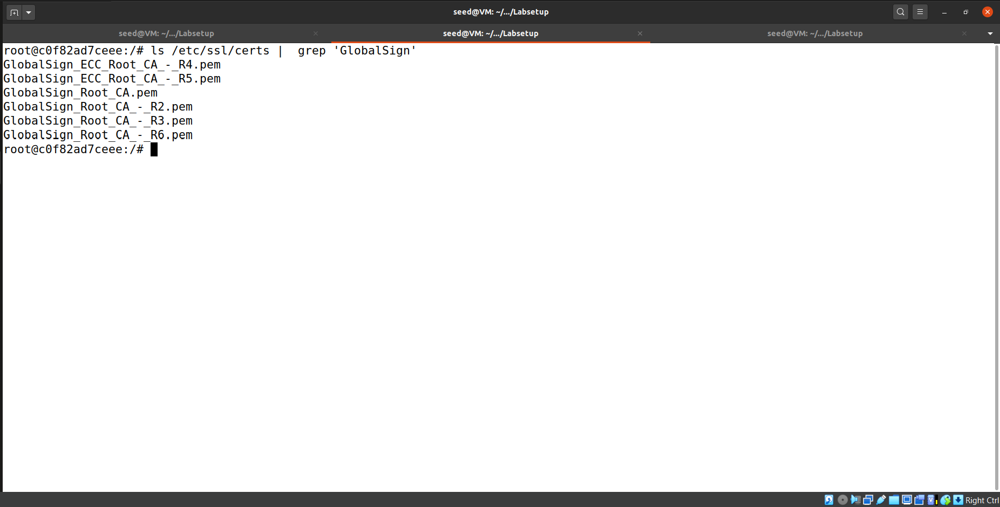 seed@VM: ~/.../Labsetup
seed@VM: ~/.../Labsetup
seed@VM: ~/.../Labsetup
seed@VM: ~/.../Labsetup
root@c0f82ad7ceee:/# ls /etc/ssl/certs |  grep 'GlobalSign'
GlobalSign_ECC_Root_CA_-_R4.pem
GlobalSign_ECC_Root_CA_-_R5.pem
GlobalSign_Root_CA.pem
GlobalSign_Root_CA_-_R2.pem
GlobalSign_Root_CA_-_R3.pem
GlobalSign_Root_CA_-_R6.pem
root@c0f82ad7ceee:/#
Right Ctrl